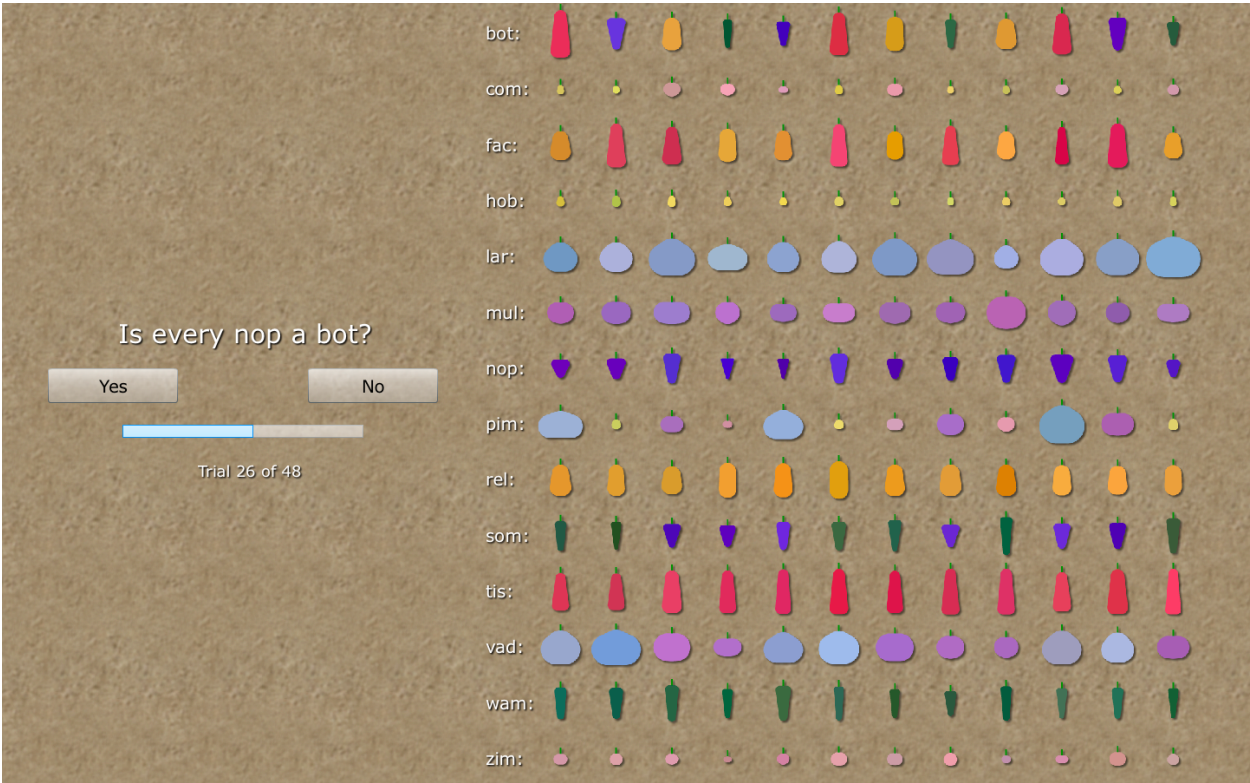 Is every nop a bot?
Yes
No
Trial 26 of 48
bot:
com:
fac:
hob:
lar:
mul:
nop:
pim:
rel:
som:
tis:
vad:
wam:
zim: